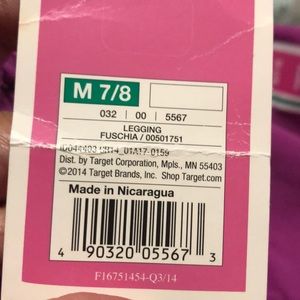 M 7/8
032 | 00 | 5567
LEGGING
FUSCHIA / 00501751
Dist. by Target Corporation, Mpls., MN 55403
©2014 Target Brands, Inc. Shop Target.com
Made in Nicaragua
4 90320 05567 3
F16751454-Q3/14